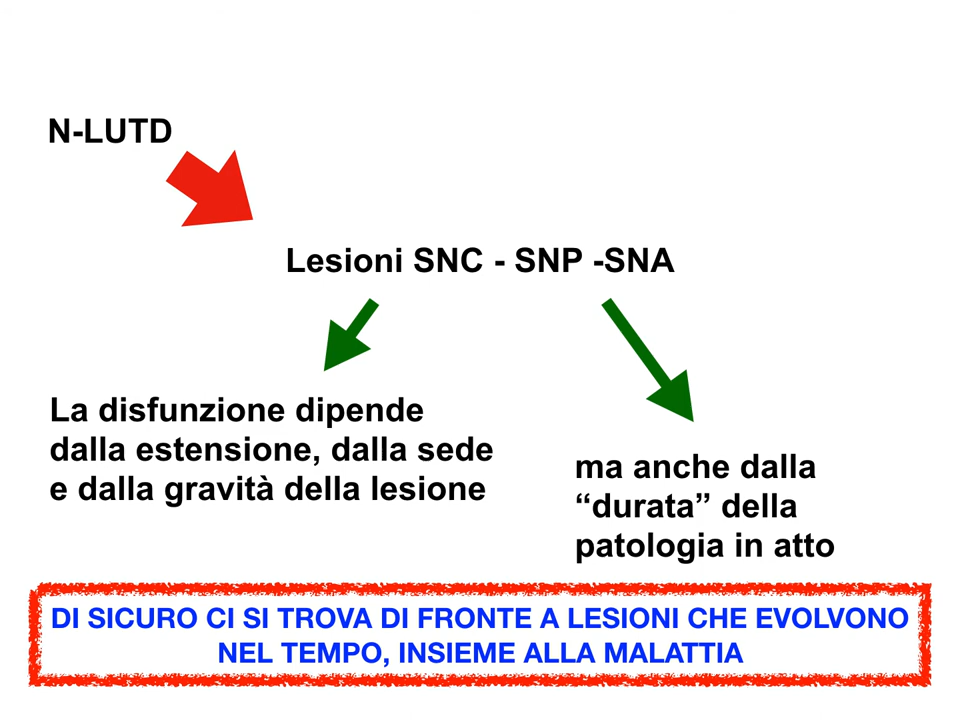 N-LUTD
Lesioni SNC - SNP -SNA
La disfunzione dipende
dalla estensione, dalla sede
e dalla gravità della lesione
ma anche dalla
“durata” della
patologia in atto
DI SICURO CI SI TROVA DI FRONTE A LESIONI CHE EVOLVONO
NEL TEMPO, INSIEME ALLA MALATTIA